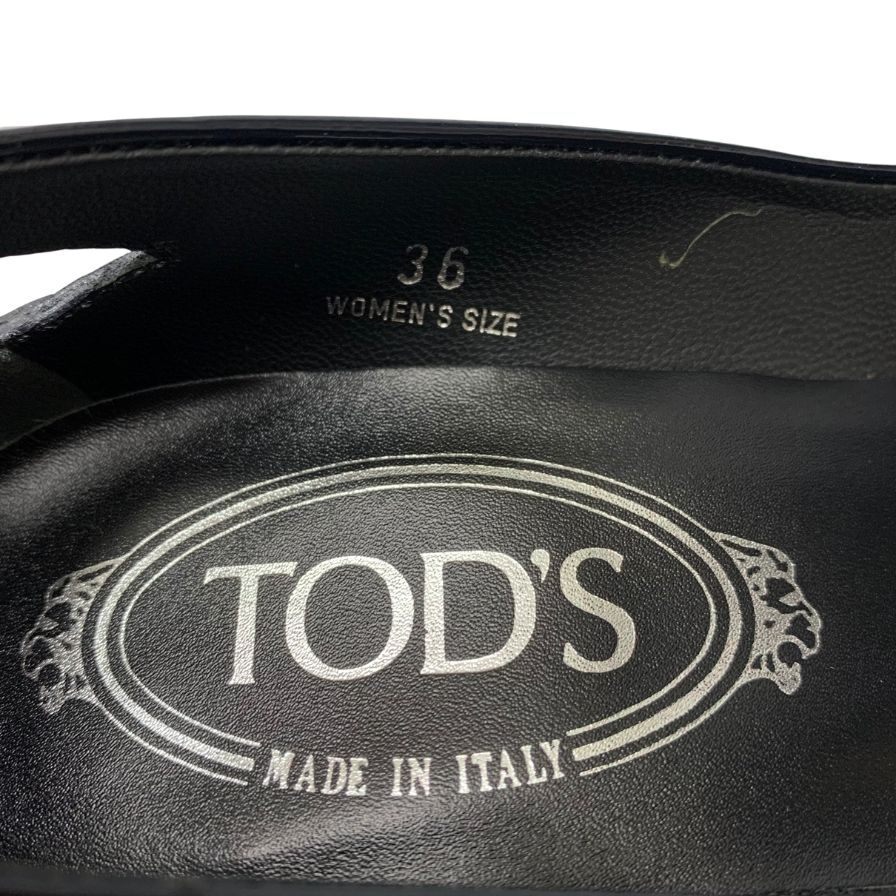 36
WOMEN'S SIZE
TOD'S
MADE IN ITALY